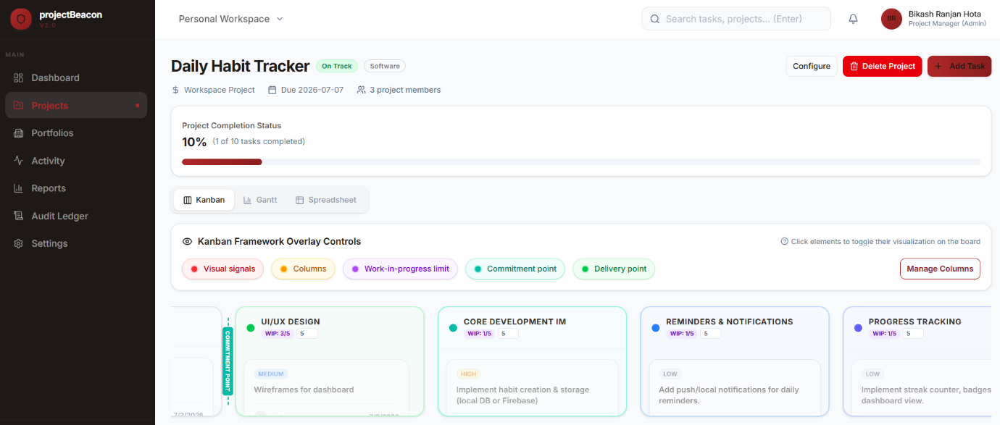 projectBeacon
V2.0
MAIN
Dashboard
Projects
Portfolios
Activity
Reports
Audit Ledger
Settings
Personal Workspace
Search tasks, projects... (Enter)
BR
Bikash Ranjan Hota
Project Manager (Admin)
Daily Habit Tracker
On Track
Software
Configure
Delete Project
+ Add Task
Workspace Project
Due 2026-07-07
3 project members
Project Completion Status
10% (1 of 10 tasks completed)
Kanban
Gantt
Spreadsheet
Kanban Framework Overlay Controls
Click elements to toggle their visualization on the board
Visual signals
Columns
Work-in-progress limit
Commitment point
Delivery point
Manage Columns
7/3/2026
COMMITMENT POINT
UI/UX DESIGN
WIP: 3/5 5
MEDIUM
Wireframes for dashboard
CORE DEVELOPMENT IM
WIP: 1/5 5
HIGH
Implement habit creation & storage
(local DB or Firebase)
REMINDERS & NOTIFICATIONS
WIP: 1/5 5
LOW
Add push/local notifications for daily
reminders.
PROGRESS TRACKING
WIP: 1/5 5
LOW
Implement streak counter, badges
dashboard view.